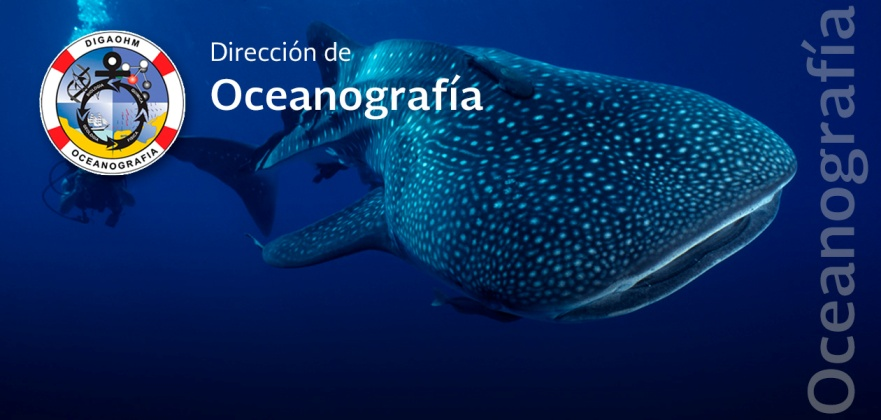 DIGAOHM
OCEANOGRAFIA
Dirección de
Oceanografía
Oceanografía